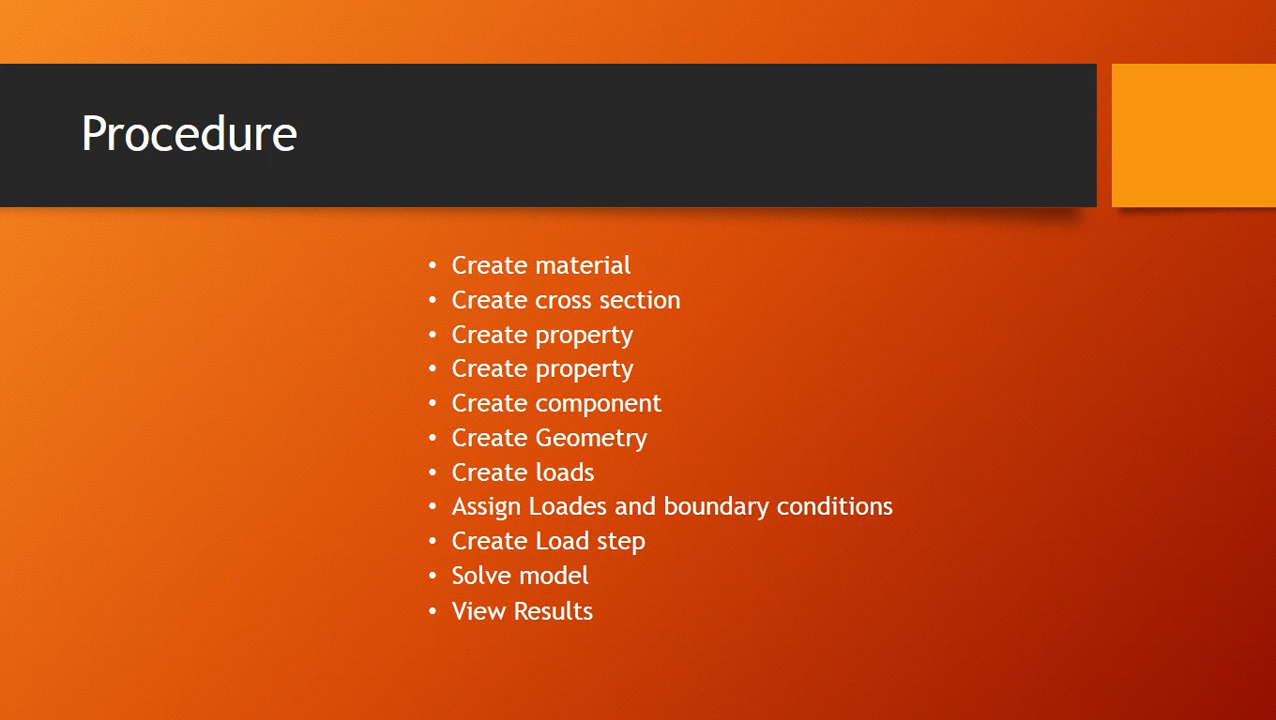 Procedure
• Create material
• Create cross section
• Create property
• Create property
• Create component
• Create Geometry
• Create loads
• Assign Loades and boundary conditions
• Create Load step
• Solve model
• View Results